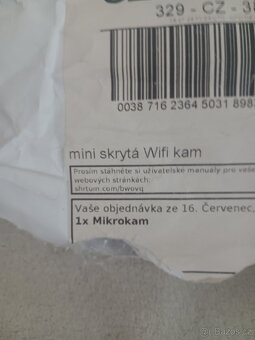 329 - CZ - 38
0038 716 2364 5031 898
mini skrytá Wifi kam
Prosím stáhněte si uživatelské manuály pro vaše
webových stránkách:
shrtum.com/bwovq
Vaše objednávka ze 16. Červenec,
1x Mikrokam
Bazos.cz